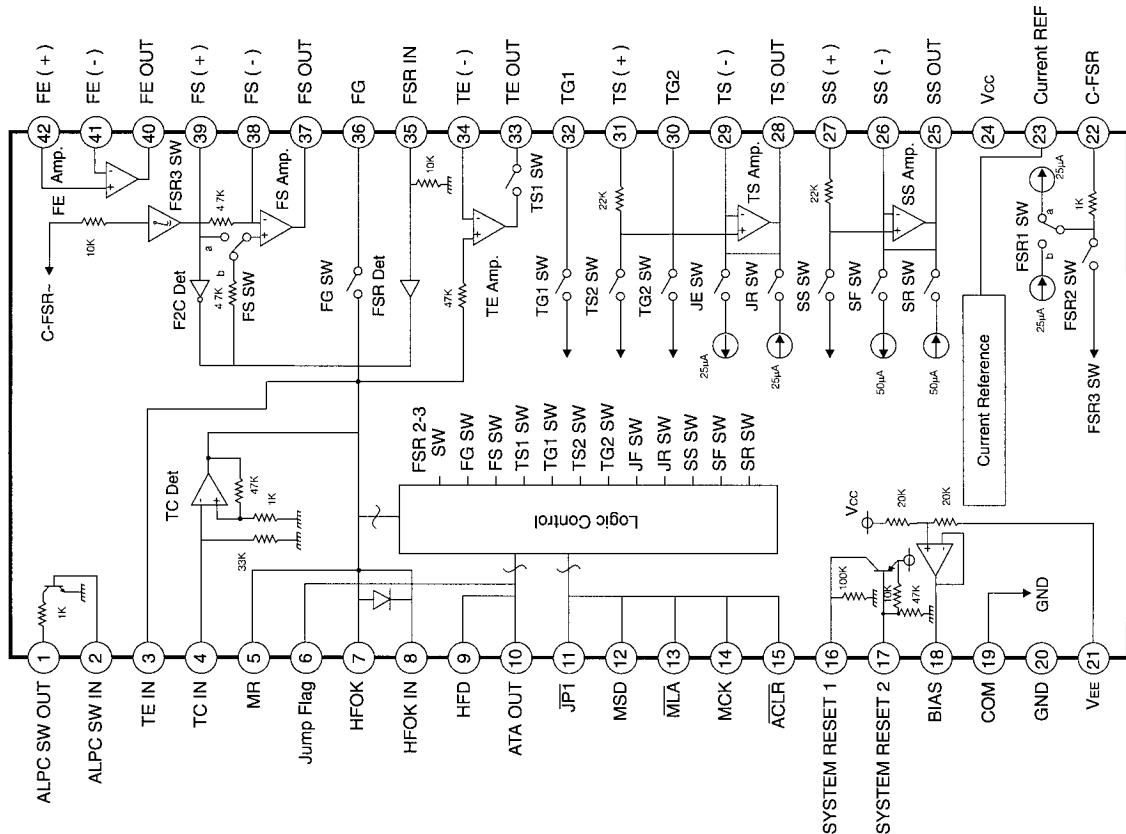 FE (+)
FE (-)
FE OUT
FS (+)
FS (-)
FS OUT
FG
FSR IN
TE (-)
TE OUT
TG1
TS (+)
TG2
TS (-)
TS OUT
SS (+)
SS (-)
SS OUT
VCC
Current REF
C-FSR
42
41
40
39
38
37
36
35
34
33
32
31
30
29
28
27
26
25
24
23
22
FE Amp.
FSR3 SW
10K
C-FSR~
4.7K
a
b
FS Amp.
F2C Det
4.7K
FS SW
FG SW
FSR Det
10K
47K
TE Amp.
TS1 SW
TG1 SW
TS2 SW
22K
TG2 SW
JE SW
25µA
TS Amp.
JR SW
25µA
SS SW
22K
SF SW
50µA
SS Amp.
SR SW
50µA
Current Reference
25µA
FSR1 SW
a
b
25µA
1K
FSR2 SW
FSR3 SW
TC Det
47K
1K
33K
FSR 2-3
SW
FG SW
FS SW
TS1 SW
TG1 SW
TS2 SW
TG2 SW
JF SW
JR SW
SS SW
SF SW
SR SW
Logic Control
1K
100K
10K
47K
Vcc
20K
20K
GND
1
2
3
4
5
6
7
8
9
10
11
12
13
14
15
16
17
18
19
20
21
ALPC SW OUT
ALPC SW IN
TE IN
TC IN
MR
Jump Flag
HFOK
HFOK IN
HFD
ATA OUT
JP1
MSD
MLA
MCK
ACLR
SYSTEM RESET 1
SYSTEM RESET 2
BIAS
COM
GND
VEE